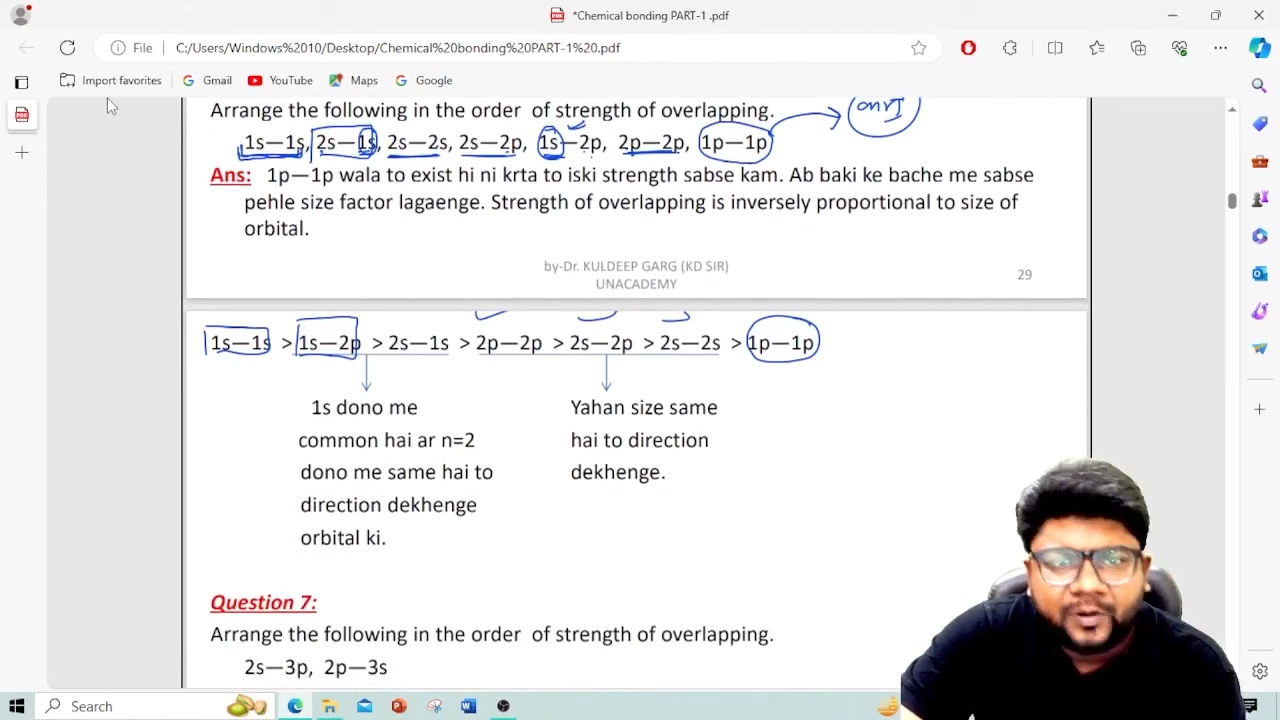 *Chemical bonding PART-1 .pdf
File C:/Users/Windows%2010/Desktop/Chemical%20bonding%20PART-1%20.pdf
Import favorites Gmail YouTube Maps Google
Arrange the following in the order of strength of overlapping.
1s—1s, 2s—1s, 2s—2s, 2s—2p, 1s—2p, 2p—2p, 1p—1p
Ans: 1p—1p wala to exist hi ni krta to iski strength sabse kam. Ab baki ke bache me sabse
pehle size factor lagaenge. Strength of overlapping is inversely proportional to size of
orbital.
by-Dr. KULDEEP GARG (KD SIR)
UNACADEMY
29
1s—1s > 1s—2p > 2s—1s > 2p—2p > 2s—2p > 2s—2s > 1p—1p
1s dono me
common hai ar n=2
dono me same hai to
direction dekhenge
orbital ki.
Yahan size same
hai to direction
dekhenge.
Question 7:
Arrange the following in the order of strength of overlapping.
2s—3p, 2p—3s
Search